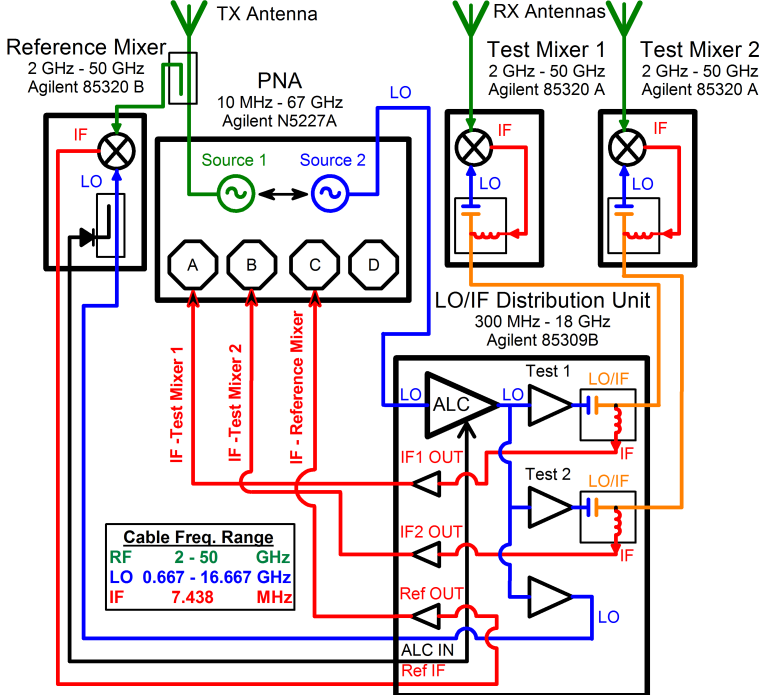 TX Antenna
RX Antennas
Reference Mixer
2 GHz - 50 GHz
Agilent 85320 B
PNA
10 MHz - 67 GHz
Agilent N5227A
LO
Test Mixer 1
2 GHz - 50 GHz
Agilent 85320 A
Test Mixer 2
2 GHz - 50 GHz
Agilent 85320 A
IF
LO
Source 1
Source 2
IF
LO
IF
LO
A
B
C
D
LO/IF Distribution Unit
300 MHz - 18 GHz
Agilent 85309B
IF -Test Mixer 1
IF -Test Mixer 2
IF - Reference Mixer
LO
ALC
LO
Test 1
LO/IF
IF
IF1 OUT
Test 2
LO/IF
IF
IF2 OUT
Ref OUT
LO
ALC IN
Ref IF
Cable Freq. Range
RF 2 - 50 GHz
LO 0.667 - 16.667 GHz
IF 7.438 MHz